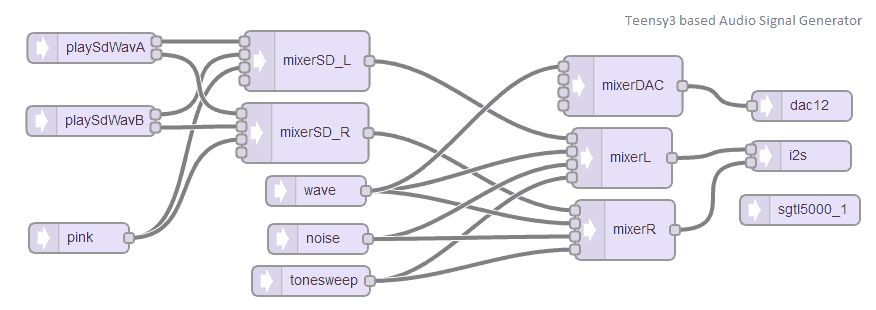 Teensy3 based Audio Signal Generator
playSdWavA
mixerSD_L
mixerDAC
dac12
playSdWavB
mixerSD_R
mixerL
i2s
wave
sgtl5000_1
pink
noise
mixerR
tonesweep